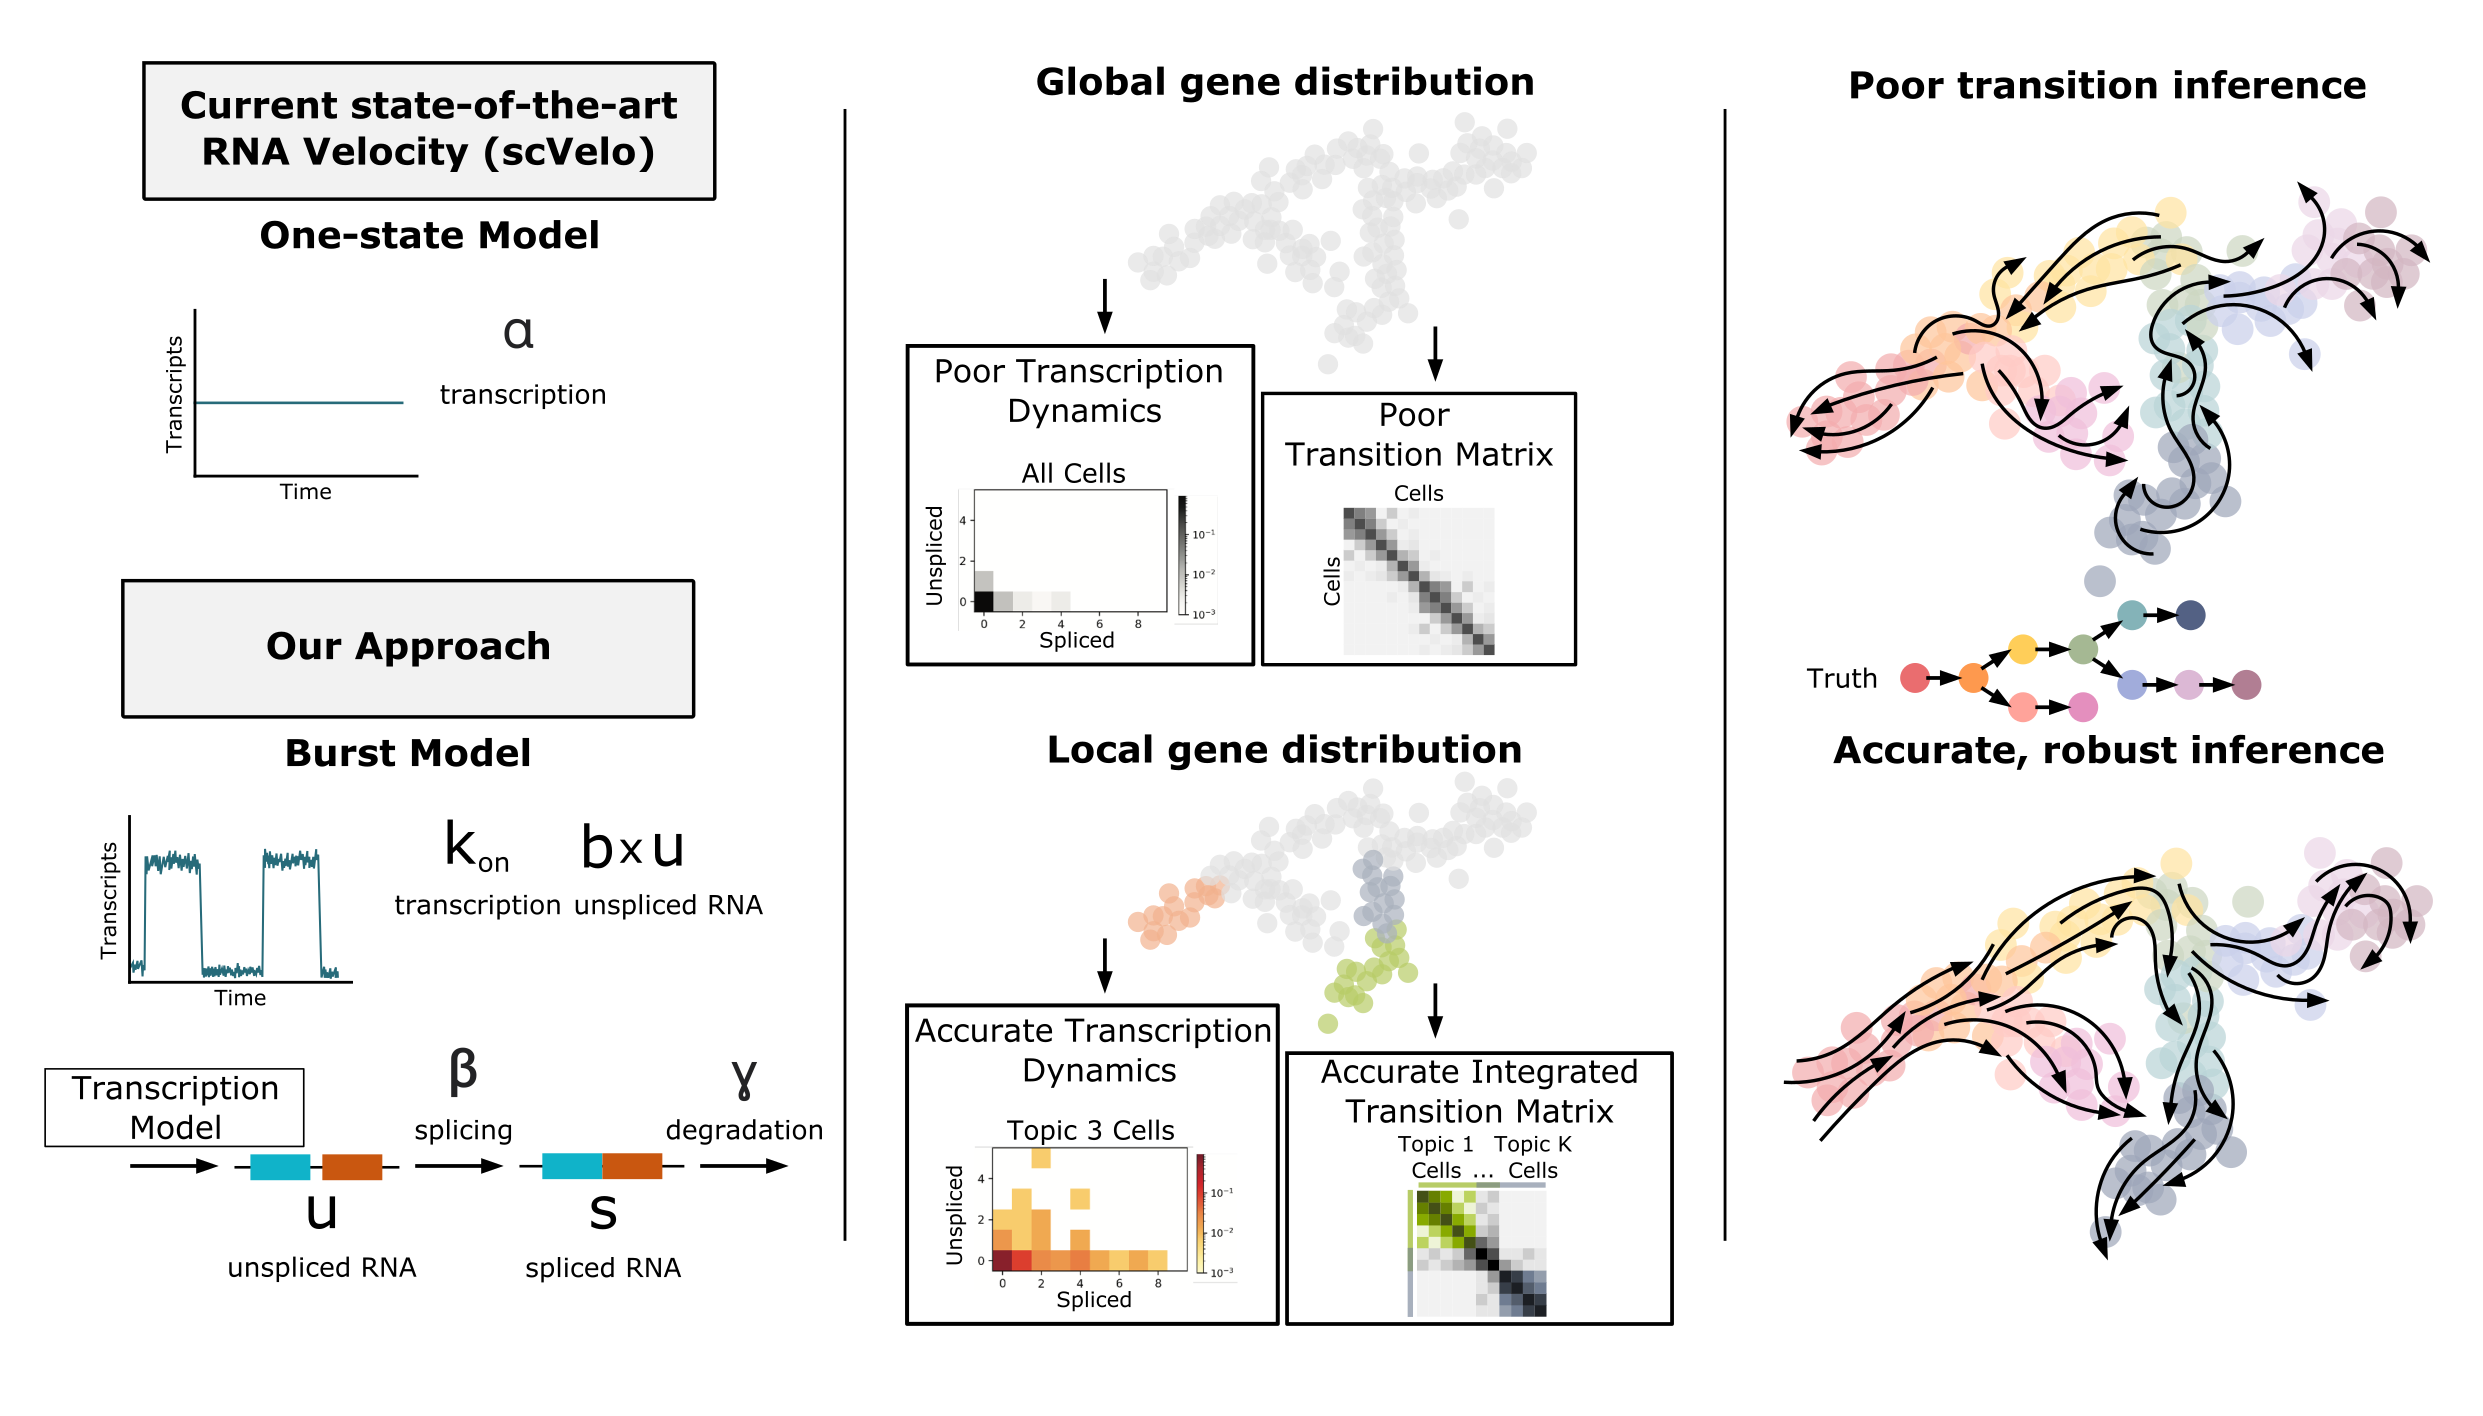 Current state-of-the-art
RNA Velocity (scVelo)
One-state Model
Transcripts
Time
α
transcription
Our Approach
Burst Model
Transcripts
Time
kon
transcription
b x u
unspliced RNA
Transcription
Model
β
splicing
γ
degradation
u
unspliced RNA
s
spliced RNA
Global gene distribution
Poor Transcription
Dynamics
All Cells
Unspliced
4
2
0
0 2 4 6 8
Spliced
10⁻¹
10⁻²
10⁻³
Poor
Transition Matrix
Cells
Cells
Local gene distribution
Accurate Transcription
Dynamics
Topic 3 Cells
Unspliced
4
2
0
0 2 4 6 8
Spliced
10⁻¹
10⁻²
10⁻³
Accurate Integrated
Transition Matrix
Topic 1 Topic K
Cells ... Cells
Poor transition inference
Truth
Accurate, robust inference